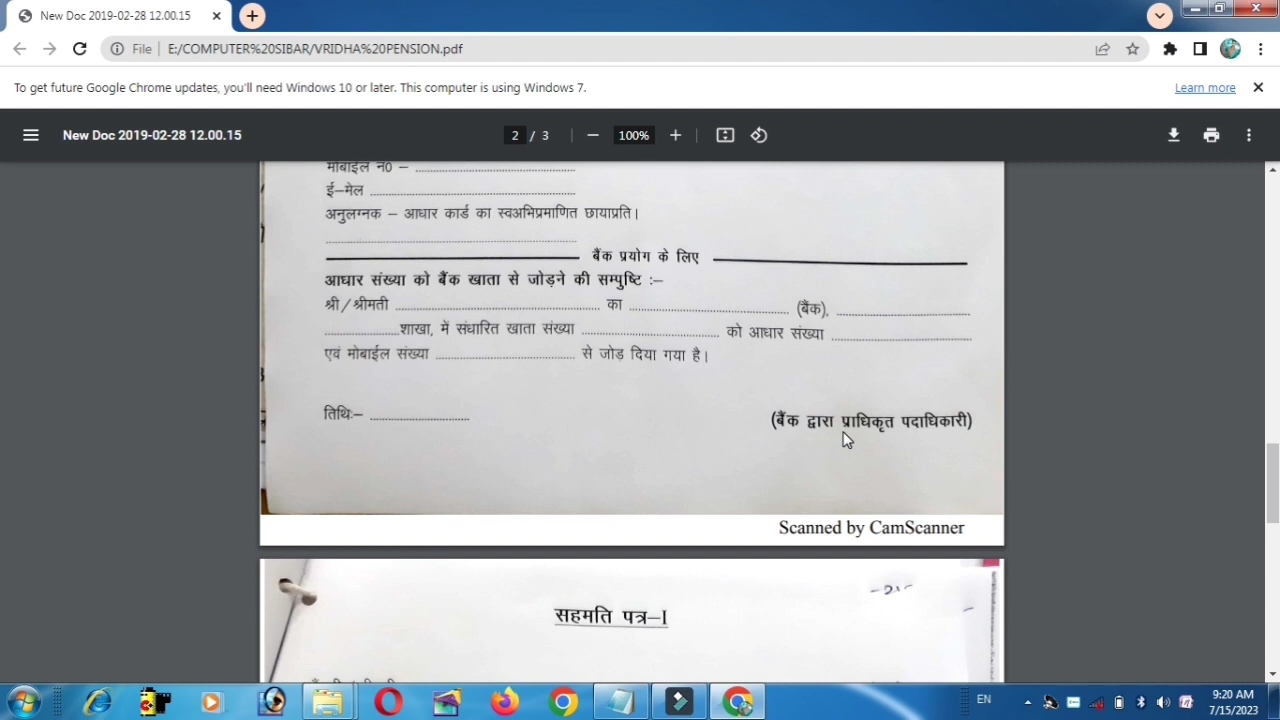 New Doc 2019-02-28 12.00.15
File E:/COMPUTER%20SIBAR/VRIDHA%20PENSION.pdf
To get future Google Chrome updates, you'll need Windows 10 or later. This computer is using Windows 7.
Learn more
New Doc 2019-02-28 12.00.15
2 / 3
100%
मोबाईल न0 –
ई–मेल
अनुलग्नक – आधार कार्ड का स्वअभिप्रमाणित छायाप्रति।
बैंक प्रयोग के लिए
आधार संख्या को बैंक खाता से जोड़ने की सम्पुष्टि :–
श्री/श्रीमती ........ का ........ (बैंक), ........
........ शाखा, में संधारित खाता संख्या ........ को आधार संख्या ........
एवं मोबाईल संख्या ........ से जोड दिया गया है।
तिथिः– ........
(बैंक द्वारा प्राधिकृत पदाधिकारी)
Scanned by CamScanner
सहमति पत्र–I
EN
9:20 AM
7/15/2023